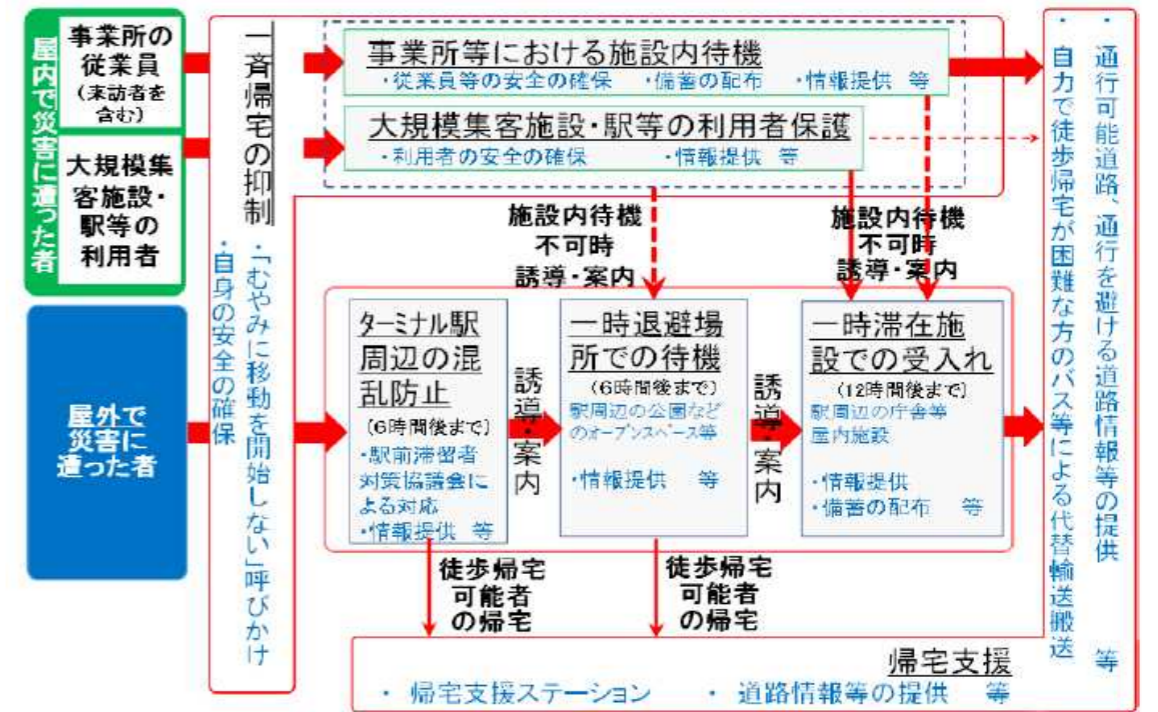 屋内で災害に遭った者
事業所の
従業員
(来訪者を
含む)
大規模集
客施設・
駅等の
利用者
屋外で
災害に
遭った者
一斉帰宅の抑制
・「むやみに移動を開始しない」呼びかけ
・自身の安全の確保
事業所等における施設内待機
・従業員等の安全の確保 ・備蓄の配布 ・情報提供 等
大規模集客施設・駅等の利用者保護
・利用者の安全の確保 ・情報提供 等
施設内待機
不可時
誘導・案内
施設内待機
不可時
誘導・案内
ターミナル駅
周辺の混
乱防止
(6時間後まで)
・駅前滞留者
対策協議会に
よる対応
・情報提供 等
誘導・案内
一時退避場
所での待機
(6時間後まで)
駅周辺の公園など
のオープンスペース等
・情報提供 等
誘導・案内
一時滞在施
設での受入れ
(12時間後まで)
駅周辺の庁舎等
屋内施設
・情報提供
・備蓄の配布 等
徒歩帰宅
可能者
の帰宅
徒歩帰宅
可能者
の帰宅
・通行可能道路、通行を避ける道路情報等の提供 等
・自力で徒歩帰宅が困難な方のバス等による代替輸送搬送
帰宅支援
・帰宅支援ステーション ・道路情報等の提供 等